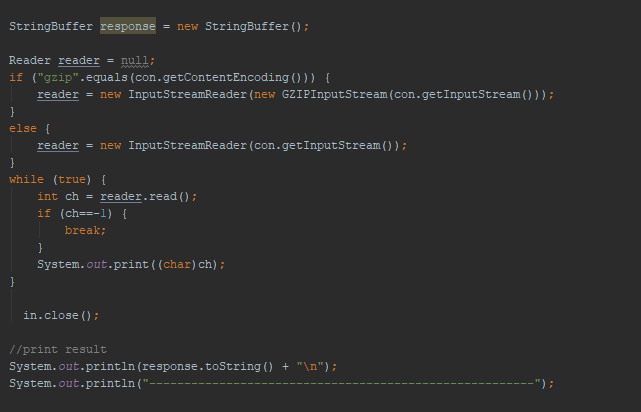 StringBuffer response = new StringBuffer();
Reader reader = null;
if ("gzip".equals(con.getContentEncoding())) {
reader = new InputStreamReader(new GZIPInputStream(con.getInputStream()));
}
else {
reader = new InputStreamReader(con.getInputStream());
}
while (true) {
int ch = reader.read();
if (ch==-1) {
break;
}
System.out.print((char)ch);
}
in.close();
//print result
System.out.println(response.toString() + "\n");
System.out.println("-------------------------------------------------------");